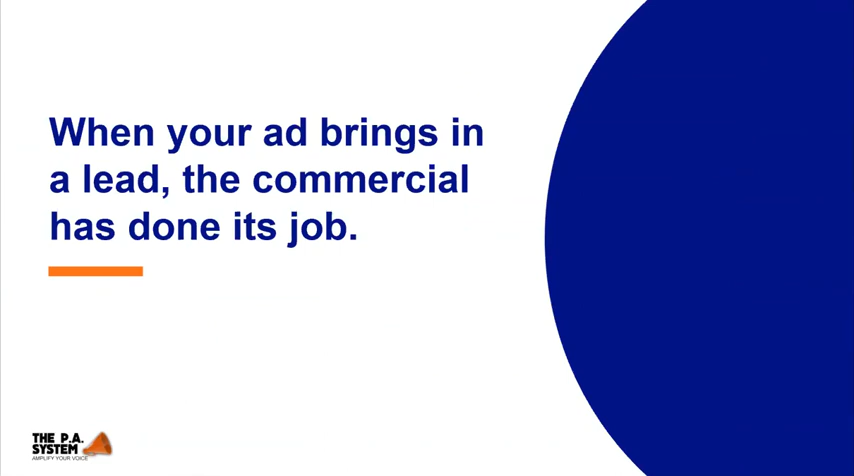 When your ad brings in
a lead, the commercial
has done its job.
THE P.A.
SYSTEM
AMPLIFY YOUR VOICE